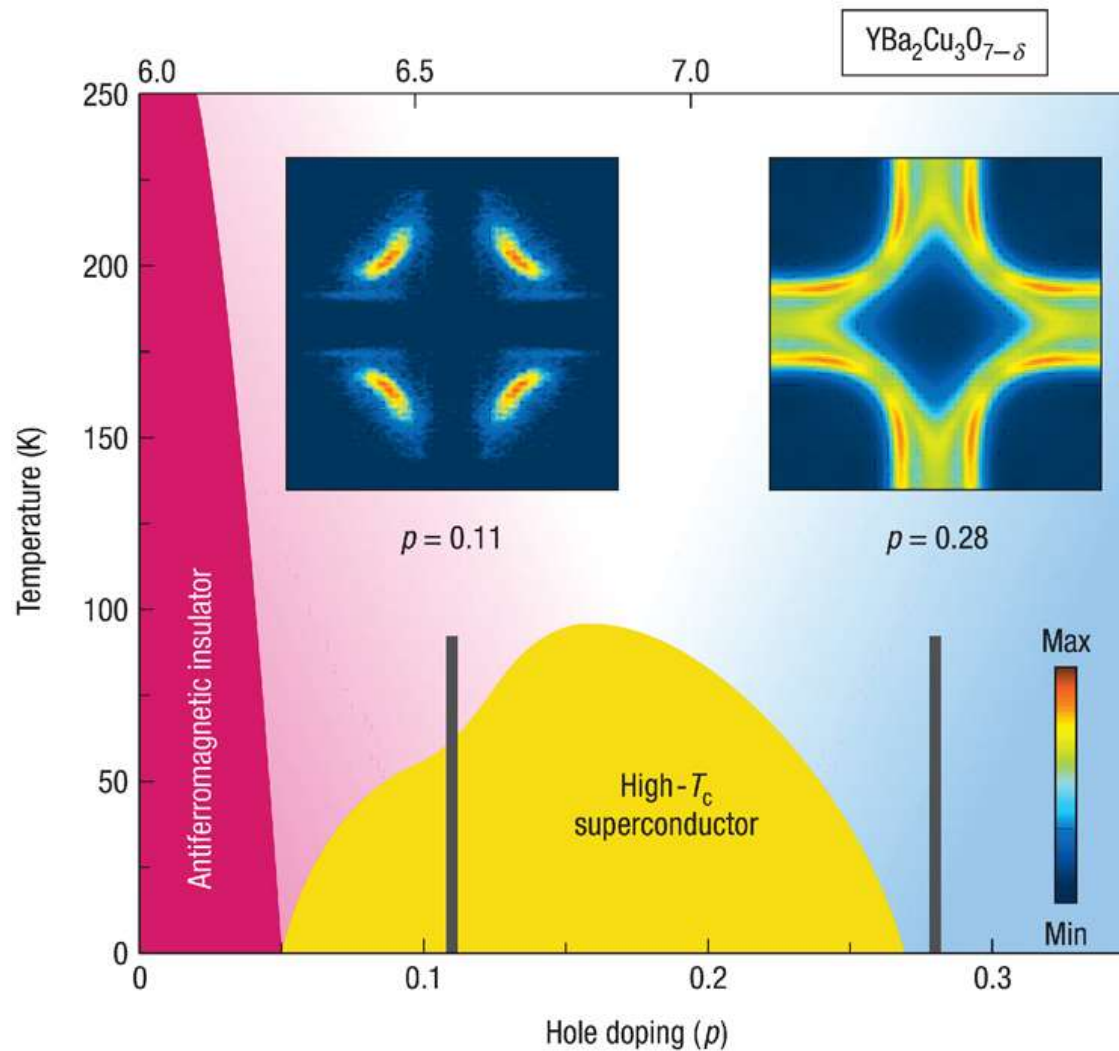 YBa₂Cu₃O₇₋δ
6.0 6.5 7.0
250
200
150
100
50
0
Temperature (K)
Antiferromagnetic insulator
p = 0.11
p = 0.28
High-Tc
superconductor
Max
Min
0 0.1 0.2 0.3
Hole doping (p)